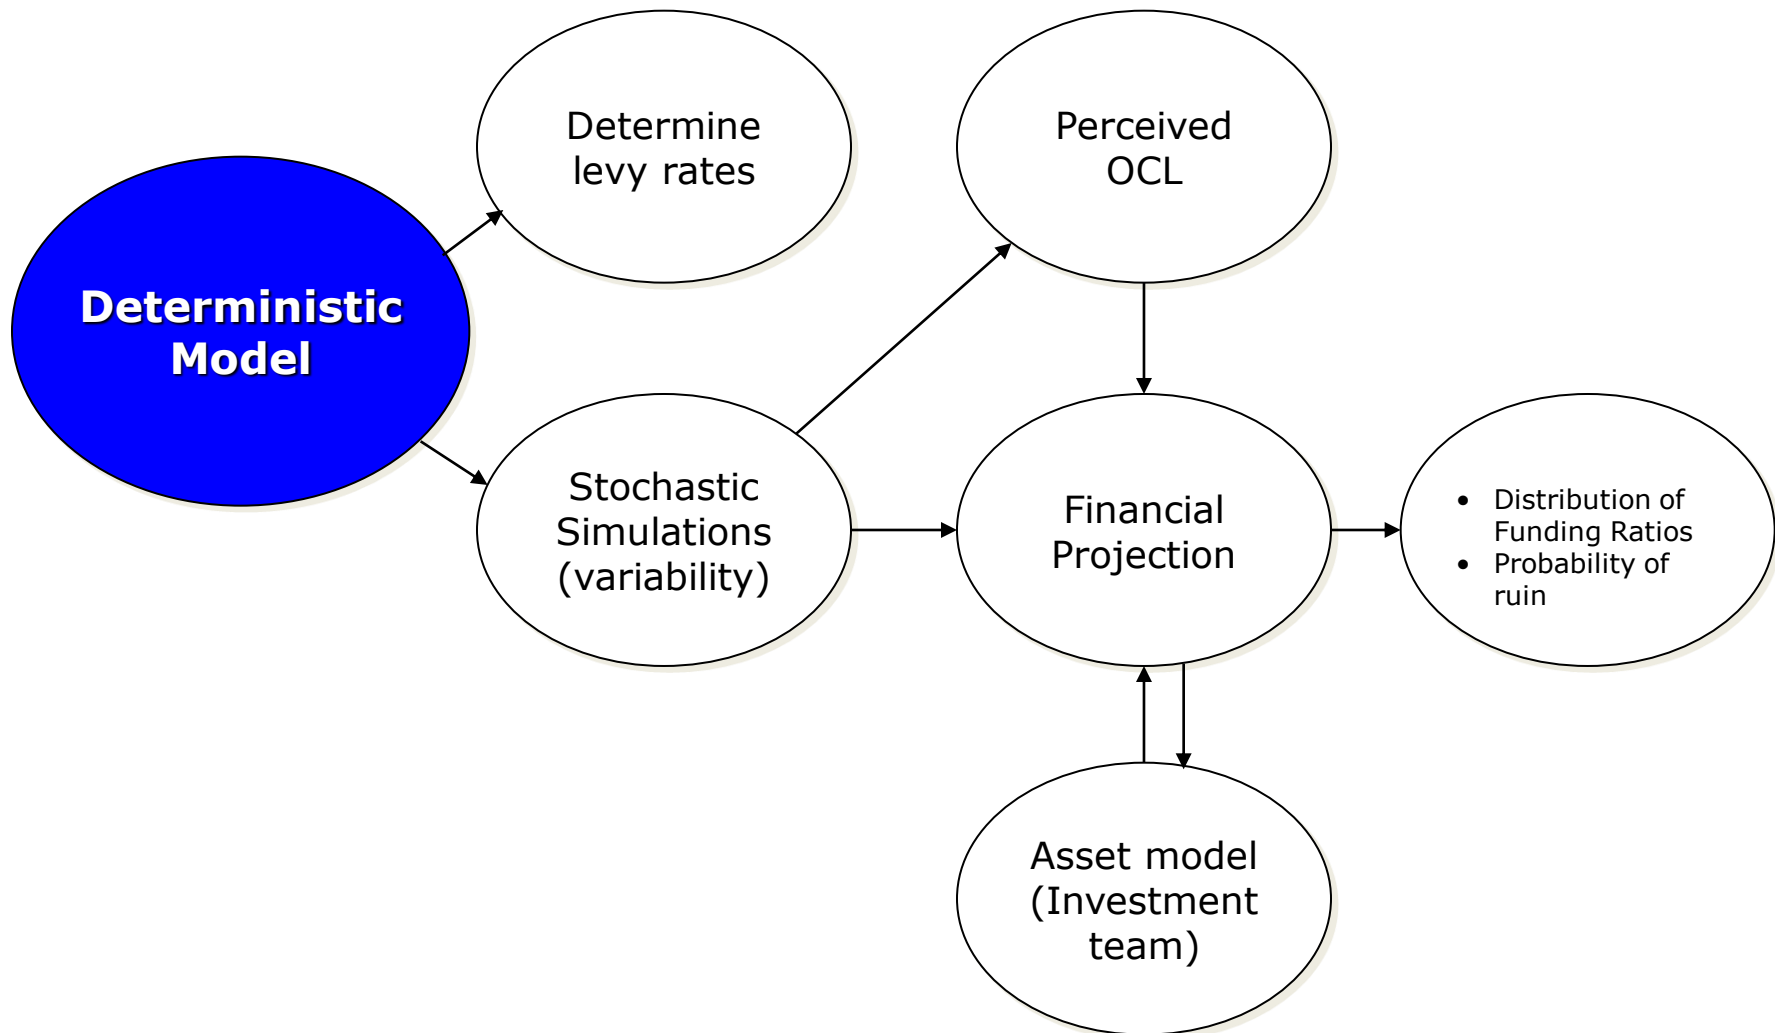 Determine
levy rates
Perceived
OCL
Deterministic
Model
Stochastic
Simulations
(variability)
Financial
Projection
• Distribution of
Funding Ratios
• Probability of
ruin
Asset model
(Investment
team)